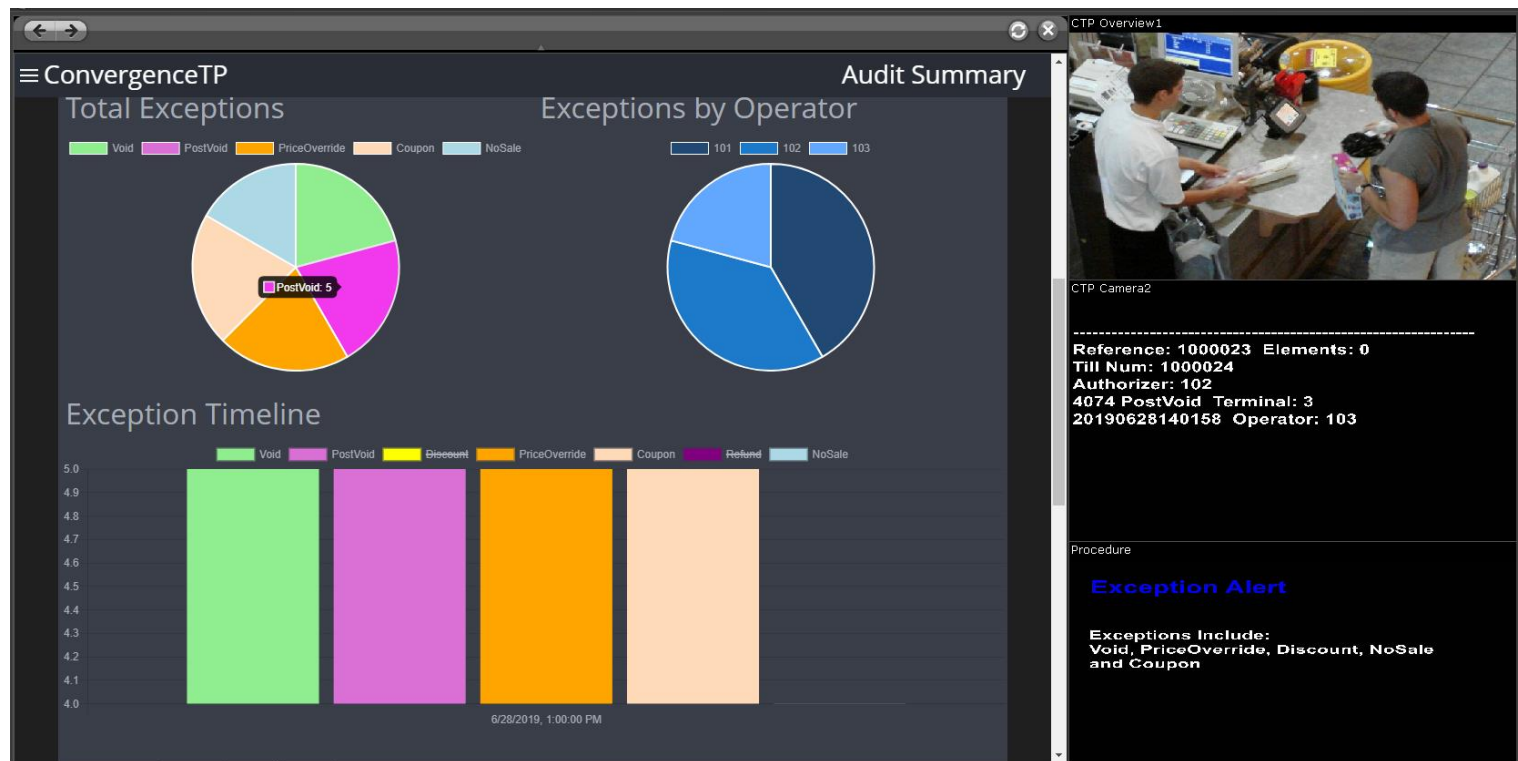 ConvergenceTP
Audit Summary
Total Exceptions
Exceptions by Operator
Void PostVoid PriceOverride Coupon NoSale
101 102 103
PostVoid: 5
Exception Timeline
Void PostVoid Discount PriceOverride Coupon Refund NoSale
5.0
4.9
4.8
4.7
4.6
4.5
4.4
4.3
4.2
4.1
4.0
6/28/2019, 1:00:00 PM
CTP Overview1
CTP Camera2
--------------------------------------------------------------
Reference: 1000023 Elements: 0
Till Num: 1000024
Authorizer: 102
4074 PostVoid Terminal: 3
20190628140158 Operator: 103
Procedure
Exception Alert
Exceptions Include:
Void, PriceOverride, Discount, NoSale
and Coupon